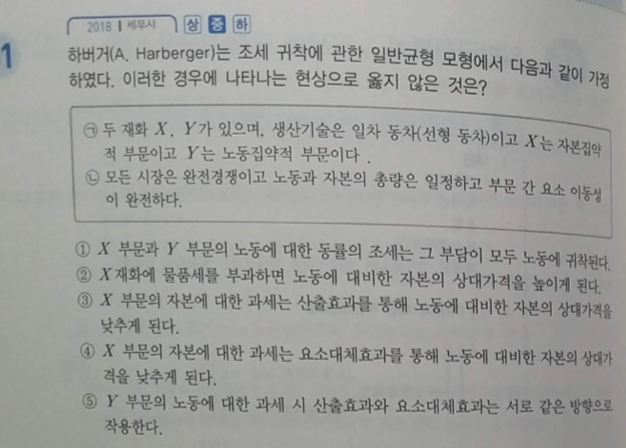 2018 세무사 상 중 하
1
하버거(A. Harberger)는 조세 귀착에 관한 일반균형 모형에서 다음과 같이 가정
하였다. 이러한 경우에 나타나는 현상으로 옳지 않은 것은?
㉠ 두 재화 X, Y가 있으며, 생산기술은 일차 동차(선형 동차)이고 X는 자본집약
적 부문이고 Y는 노동집약적 부문이다 .
㉡ 모든 시장은 완전경쟁이고 노동과 자본의 총량은 일정하고 부문 간 요소 이동성
이 완전하다.
① X 부문과 Y 부문의 노동에 대한 동률의 조세는 그 부담이 모두 노동에 귀착된다.
② X재화에 물품세를 부과하면 노동에 대비한 자본의 상대가격을 높이게 된다.
③ X 부문의 자본에 대한 과세는 산출효과를 통해 노동에 대비한 자본의 상대가격을
낮추게 된다.
④ X 부문의 자본에 대한 과세는 요소대체효과를 통해 노동에 대비한 자본의 상대가
격을 낮추게 된다.
⑤ Y 부문의 노동에 대한 과세 시 산출효과와 요소대체효과는 서로 같은 방향으로
작용한다.